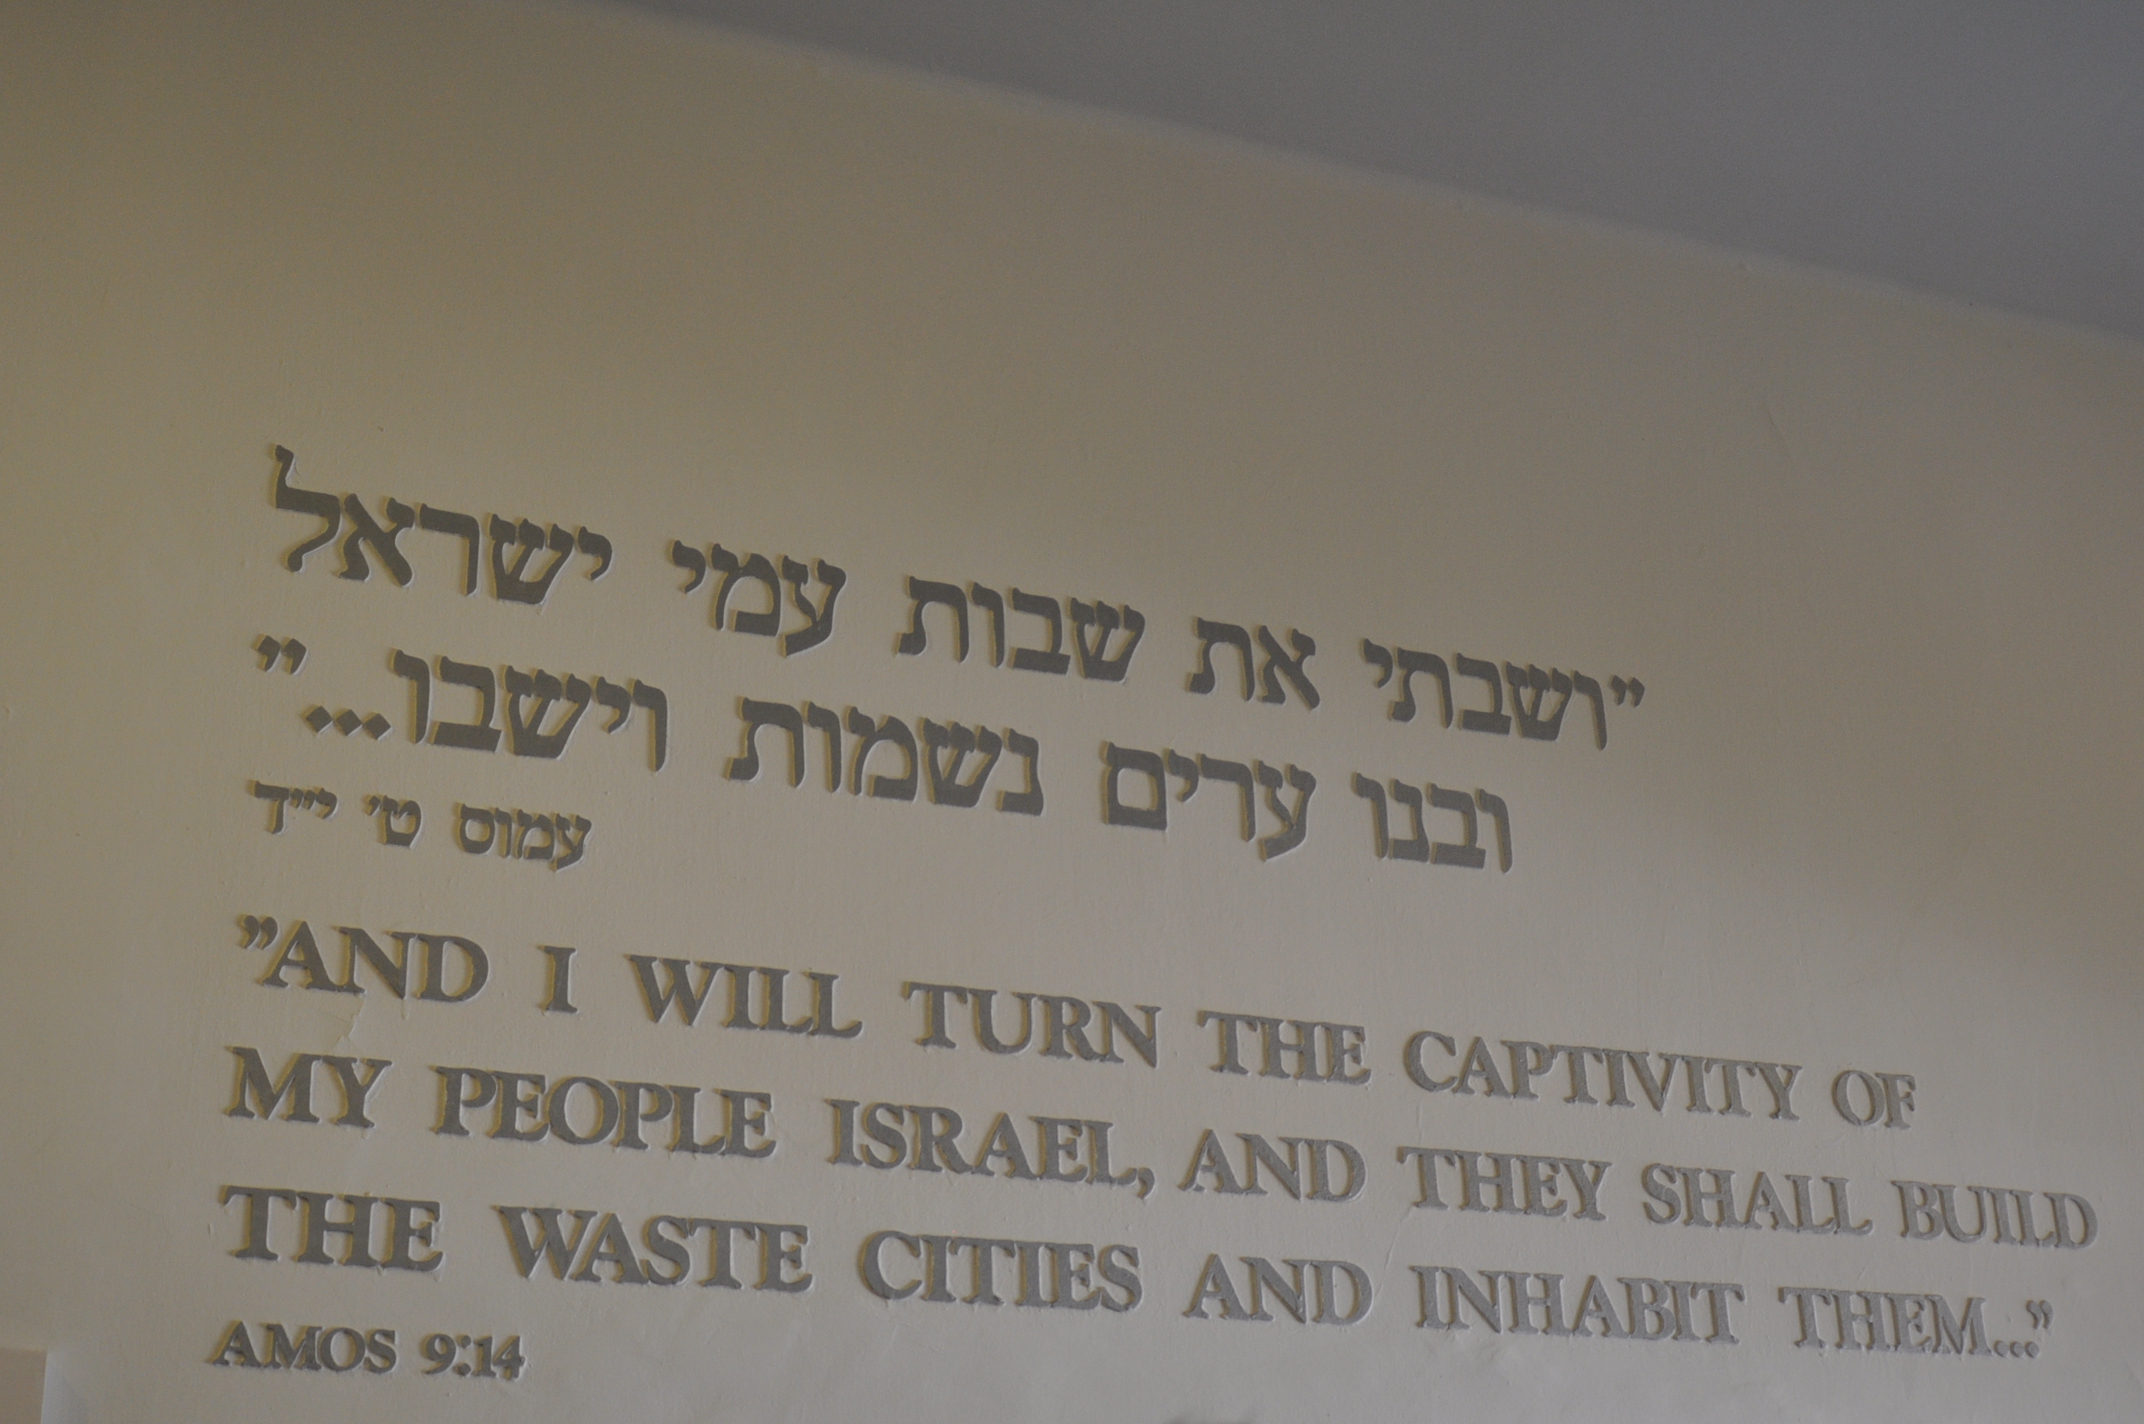 "ושבתי את שבות עמי ישראל
ובנו ערים נשמות וישבו..."
עמוס ט' י"ד
"AND I WILL TURN THE CAPTIVITY OF
MY PEOPLE ISRAEL, AND THEY SHALL BUILD
THE WASTE CITIES AND INHABIT THEM..."
AMOS 9:14